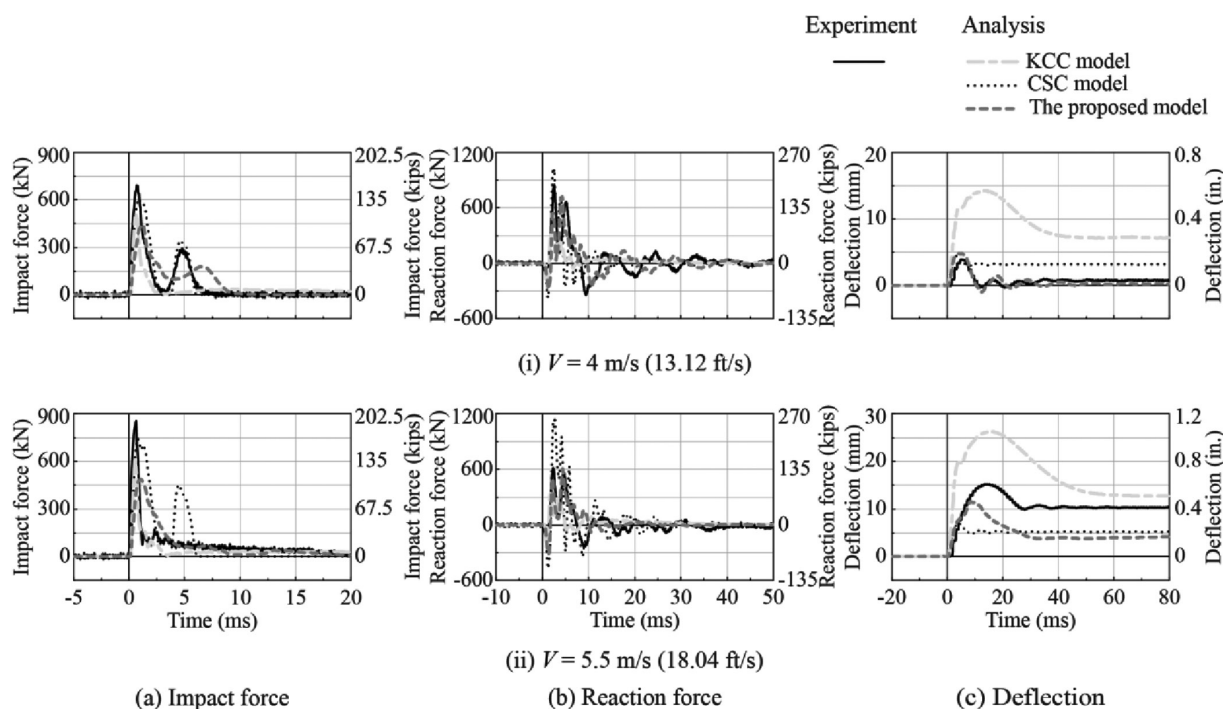 Experiment Analysis
KCC model
CSC model
The proposed model
900
600
300
0
Impact force (kN)
202.5
135
67.5
0
Impact force (kips)
1200
600
0
-600
Reaction force (kN)
270
135
0
-135
Reaction force (kips)
20
15
10
5
0
Deflection (mm)
0.8
0.4
0
Deflection (in.)
(i) V = 4 m/s (13.12 ft/s)
900
600
300
0
Impact force (kN)
202.5
135
67.5
0
Impact force (kips)
-5 0 5 10 15 20
Time (ms)
1200
600
0
-600
Reaction force (kN)
270
135
0
-135
Reaction force (kips)
-10 0 10 20 30 40 50
Time (ms)
30
25
20
15
10
5
0
Deflection (mm)
1.2
0.8
0.4
0
Deflection (in.)
-20 0 20 40 60 80
Time (ms)
(ii) V = 5.5 m/s (18.04 ft/s)
(a) Impact force (b) Reaction force (c) Deflection